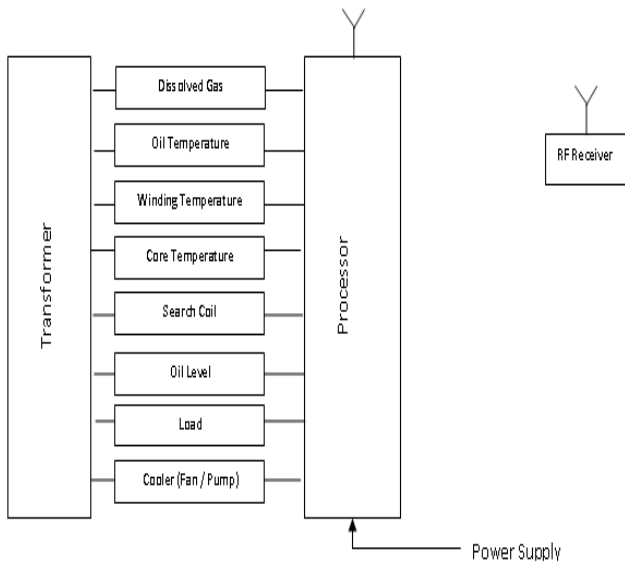 Transformer
Dissolved Gas
Oil Temperature
Winding Temperature
Core Temperature
Search Coil
Oil Level
Load
Cooler (Fan / Pump)
Processor
RF Receiver
Power Supply